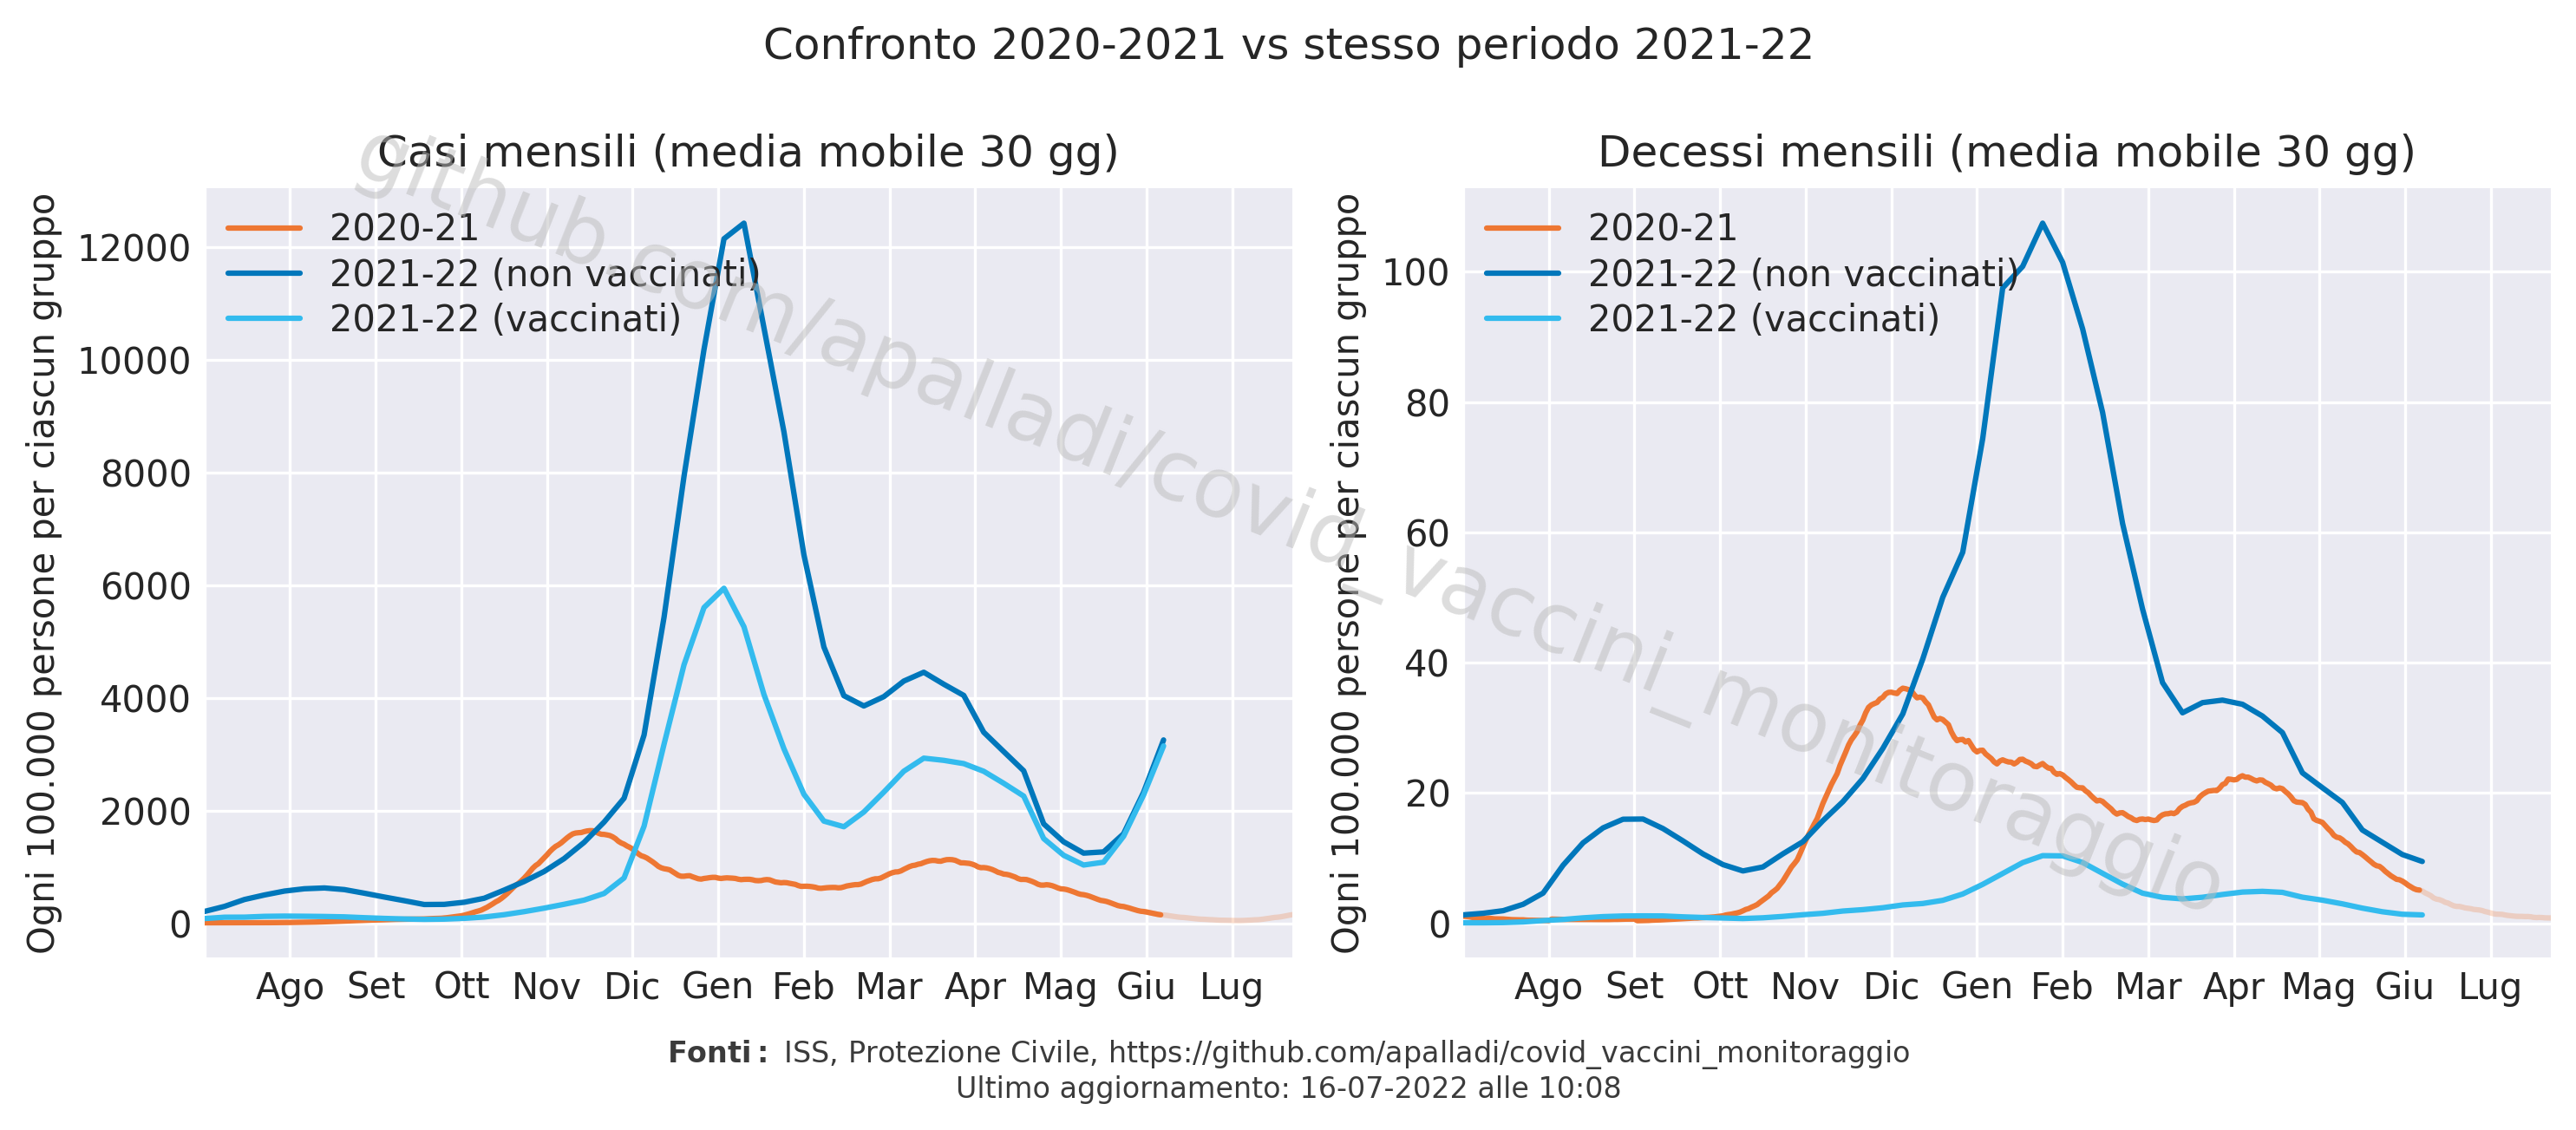 Confronto 2020-2021 vs stesso periodo 2021-22
Casi mensili (media mobile 30 gg)
Ogni 100.000 persone per ciascun gruppo
12000
10000
8000
6000
4000
2000
0
2020-21
2021-22 (non vaccinati)
2021-22 (vaccinati)
Ago Set Ott Nov Dic Gen Feb Mar Apr Mag Giu Lug
Decessi mensili (media mobile 30 gg)
Ogni 100.000 persone per ciascun gruppo
100
80
60
40
20
0
2020-21
2021-22 (non vaccinati)
2021-22 (vaccinati)
Ago Set Ott Nov Dic Gen Feb Mar Apr Mag Giu Lug
github.com/apalladi/covid_vaccini_monitoraggio
Fonti: ISS, Protezione Civile, https://github.com/apalladi/covid_vaccini_monitoraggio
Ultimo aggiornamento: 16-07-2022 alle 10:08